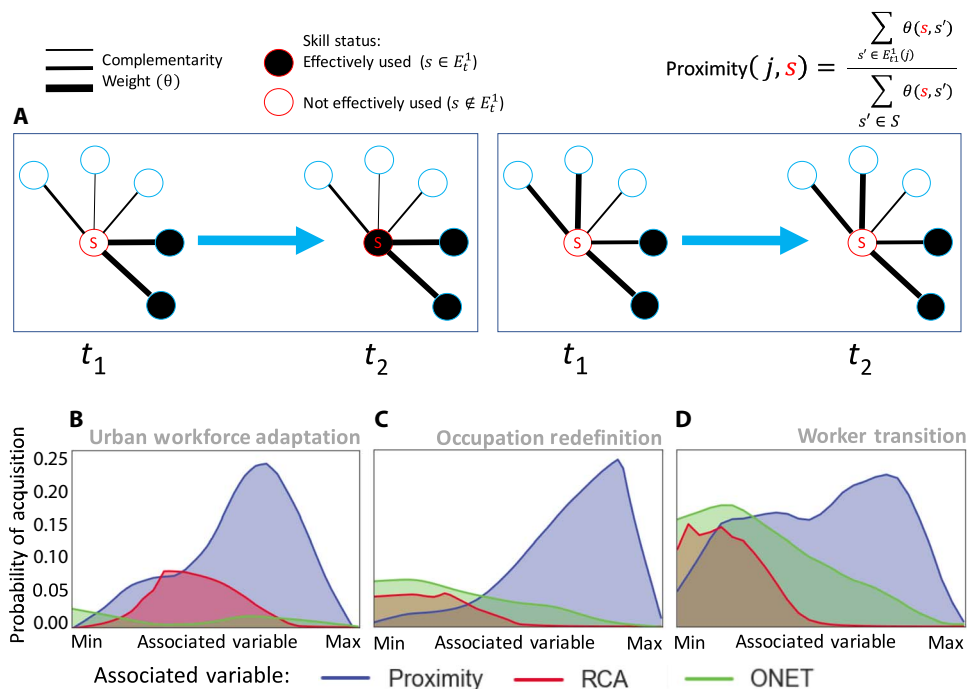 Complementarity
Weight (θ)
Skill status:
Effectively used (s ∈ E_t^1)
Not effectively used (s ∉ E_t^1)
Proximity(j, s) = ∑_{s′ ∈ E_{t1}^1(j)} θ(s, s′) / ∑_{s′ ∈ S} θ(s, s′)
A
S S S S
t₁ t₂ t₁ t₂
B C D
Urban workforce adaptation Occupation redefinition Worker transition
Probability of acquisition
0.25
0.20
0.15
0.10
0.05
0.00
Min Associated variable Max Min Associated variable Max Min Associated variable Max
Associated variable: Proximity RCA ONET